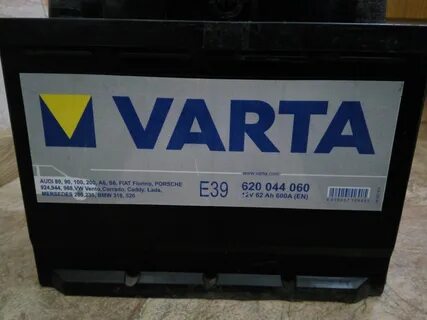 VARTA
www.varta.com
AUDI 80, 90, 100, 200, A6, S6, FIAT Fiorino, PORSCHE
924,944, 968,VW Vento,Corrado, Caddy, Lada,
MERSEDES 200,230, BMW 318, 520
E39
620 044 060
12V 62 Ah 600A (EN)